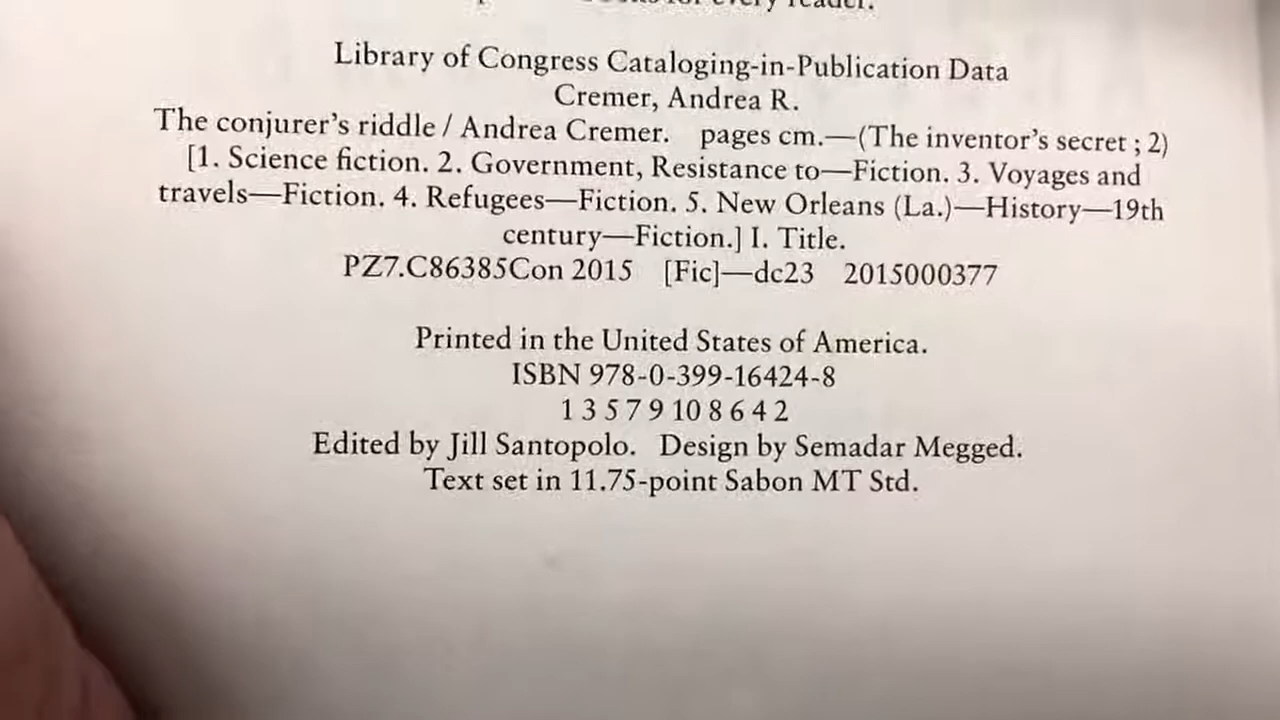 for every reader.
Library of Congress Cataloging-in-Publication Data
Cremer, Andrea R.
The conjurer's riddle / Andrea Cremer. pages cm.—(The inventor's secret ; 2)
[1. Science fiction. 2. Government, Resistance to—Fiction. 3. Voyages and
travels—Fiction. 4. Refugees—Fiction. 5. New Orleans (La.)—History—19th
century—Fiction.] I. Title.
PZ7.C86385Con 2015 [Fic]—dc23 2015000377
Printed in the United States of America.
ISBN 978-0-399-16424-8
1 3 5 7 9 10 8 6 4 2
Edited by Jill Santopolo. Design by Semadar Megged.
Text set in 11.75-point Sabon MT Std.